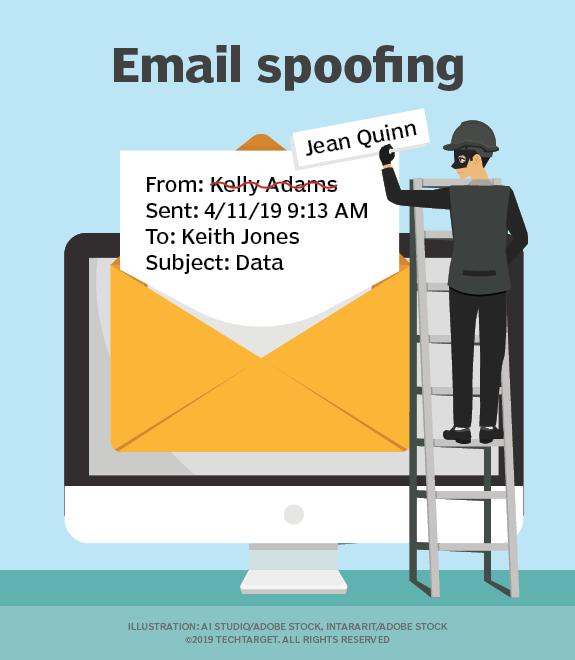 Email spoofing
Jean Quinn
From: Kelly Adams
Sent: 4/11/19 9:13 AM
To: Keith Jones
Subject: Data
ILLUSTRATION: AI STUDIO/ADOBE STOCK, INTARARIT/ADOBE STOCK
©2019 TECHTARGET. ALL RIGHTS RESERVED